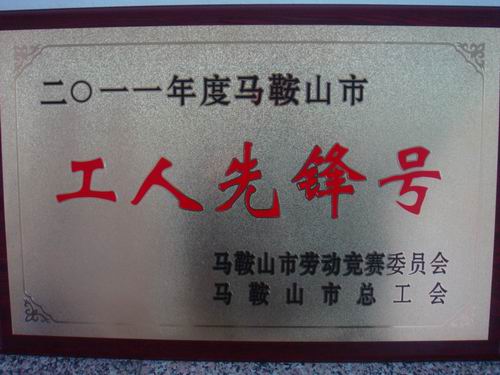 二〇一一年度马鞍山市
工人先锋号
马鞍山市劳动竞赛委员会
马鞍山市总工会